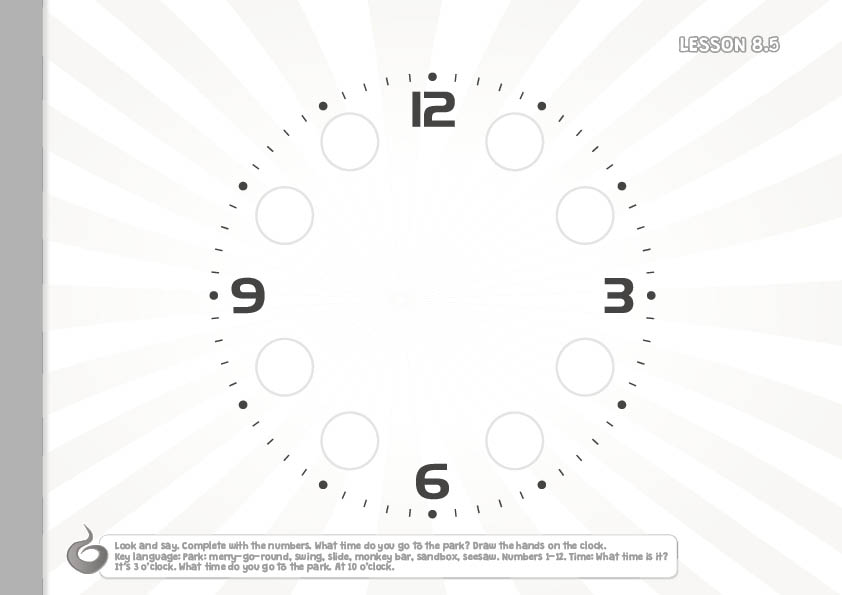 LESSON 8.5
12
9 3
6
Look and say. Complete with the numbers. What time do you go to the park? Draw the hands on the clock.
Key language: Park: merry-go-round, swing, slide, monkey bar, sandbox, seesaw. Numbers 1-12. Time: What time is it?
It's 3 o'clock. What time do you go to the park. At 10 o'clock.